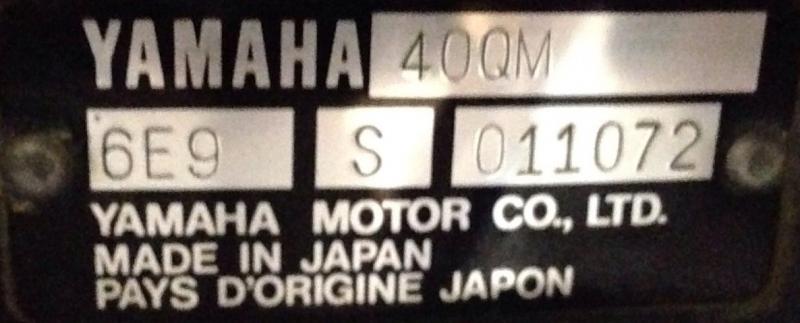 YAMAHA 40QM
6E9 S 011072
YAMAHA MOTOR CO., LTD.
MADE IN JAPAN
PAYS D'ORIGINE JAPON